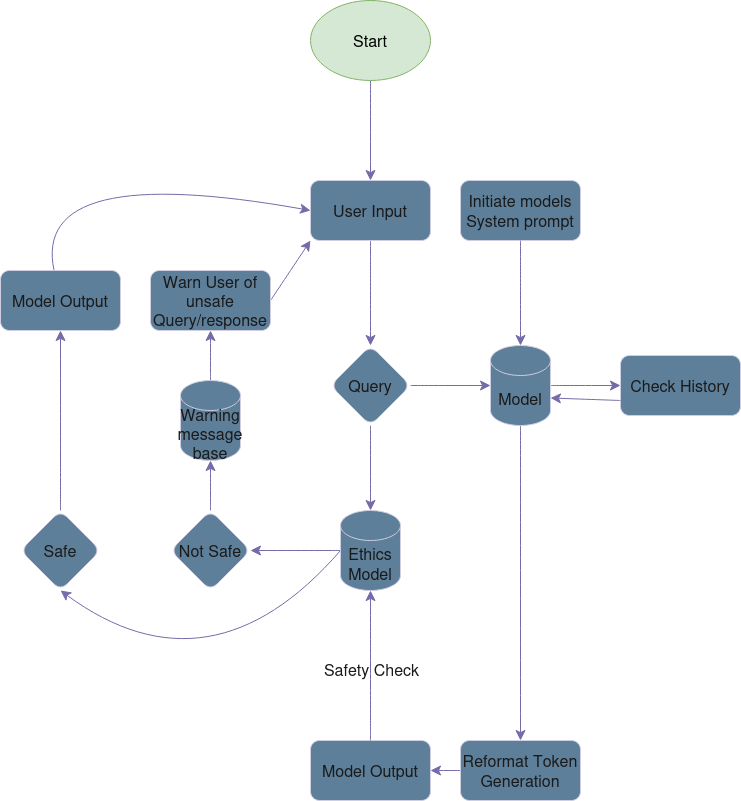 Start
User Input
Initiate models
System prompt
Model Output
Warn User of
unsafe
Query/response
Query
Model
Check History
Warning
message
base
Safe
Not Safe
Ethics
Model
Safety Check
Model Output
Reformat Token
Generation